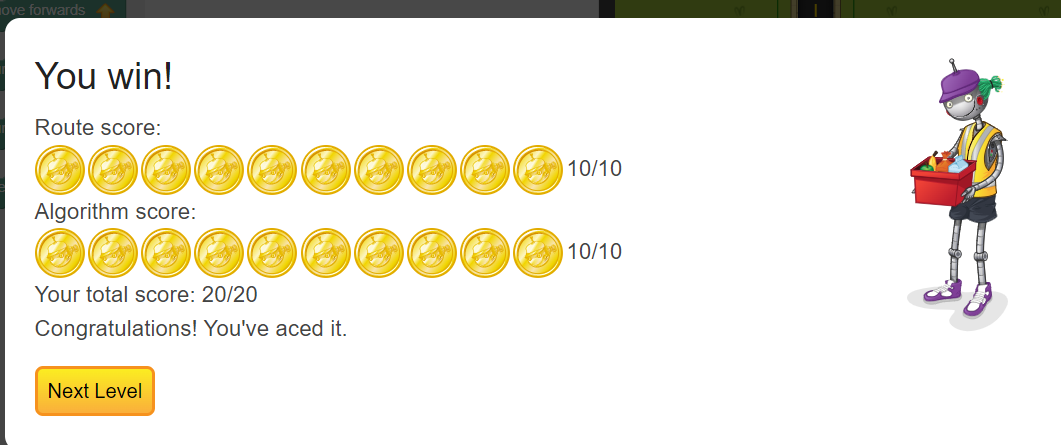 ove forwards
You win!
Route score:
10/10
Algorithm score:
10/10
Your total score: 20/20
Congratulations! You've aced it.
Next Level